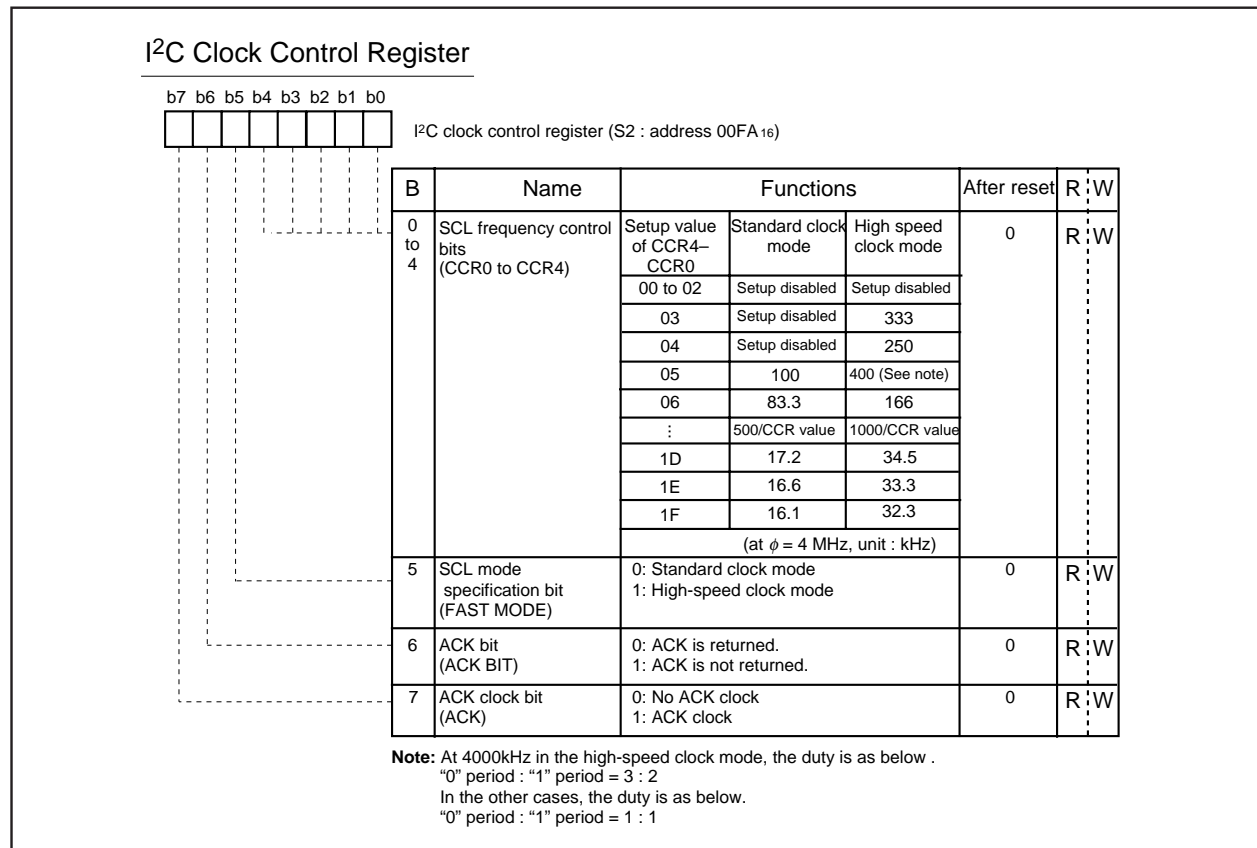 I2C Clock Control Register
b7 b6 b5 b4 b3 b2 b1 b0
I2C clock control register (S2 : address 00FA16)
B Name Functions After reset R W
0 to 4 SCL frequency control bits (CCR0 to CCR4) Setup value of CCR4–CCR0 Standard clock mode High speed clock mode 0 R W
00 to 02 Setup disabled Setup disabled
03 Setup disabled 333
04 Setup disabled 250
05 100 400 (See note)
06 83.3 166
⋮ 500/CCR value 1000/CCR value
1D 17.2 34.5
1E 16.6 33.3
1F 16.1 32.3
(at ϕ = 4 MHz, unit : kHz)
5 SCL mode 0: Standard clock mode 0 R W
specification bit 1: High-speed clock mode
(FAST MODE)
6 ACK bit 0: ACK is returned. 0 R W
(ACK BIT) 1: ACK is not returned.
7 ACK clock bit 0: No ACK clock 0 R W
(ACK) 1: ACK clock
Note: At 4000kHz in the high-speed clock mode, the duty is as below .
“0” period : “1” period = 3 : 2
In the other cases, the duty is as below.
“0” period : “1” period = 1 : 1